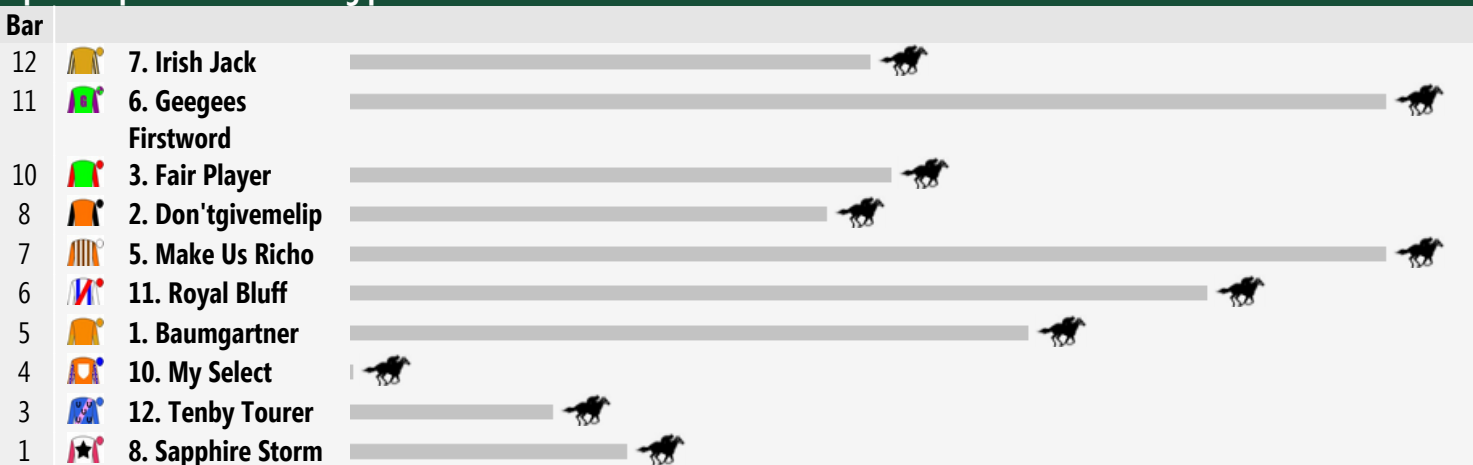 Bar
12 7. Irish Jack
11 G 6. Geegees
Firstword
10 3. Fair Player
8 2. Don'tgivemelip
7 5. Make Us Richo
6 11. Royal Bluff
5 1. Baumgartner
4 10. My Select
3 12. Tenby Tourer
1 8. Sapphire Storm